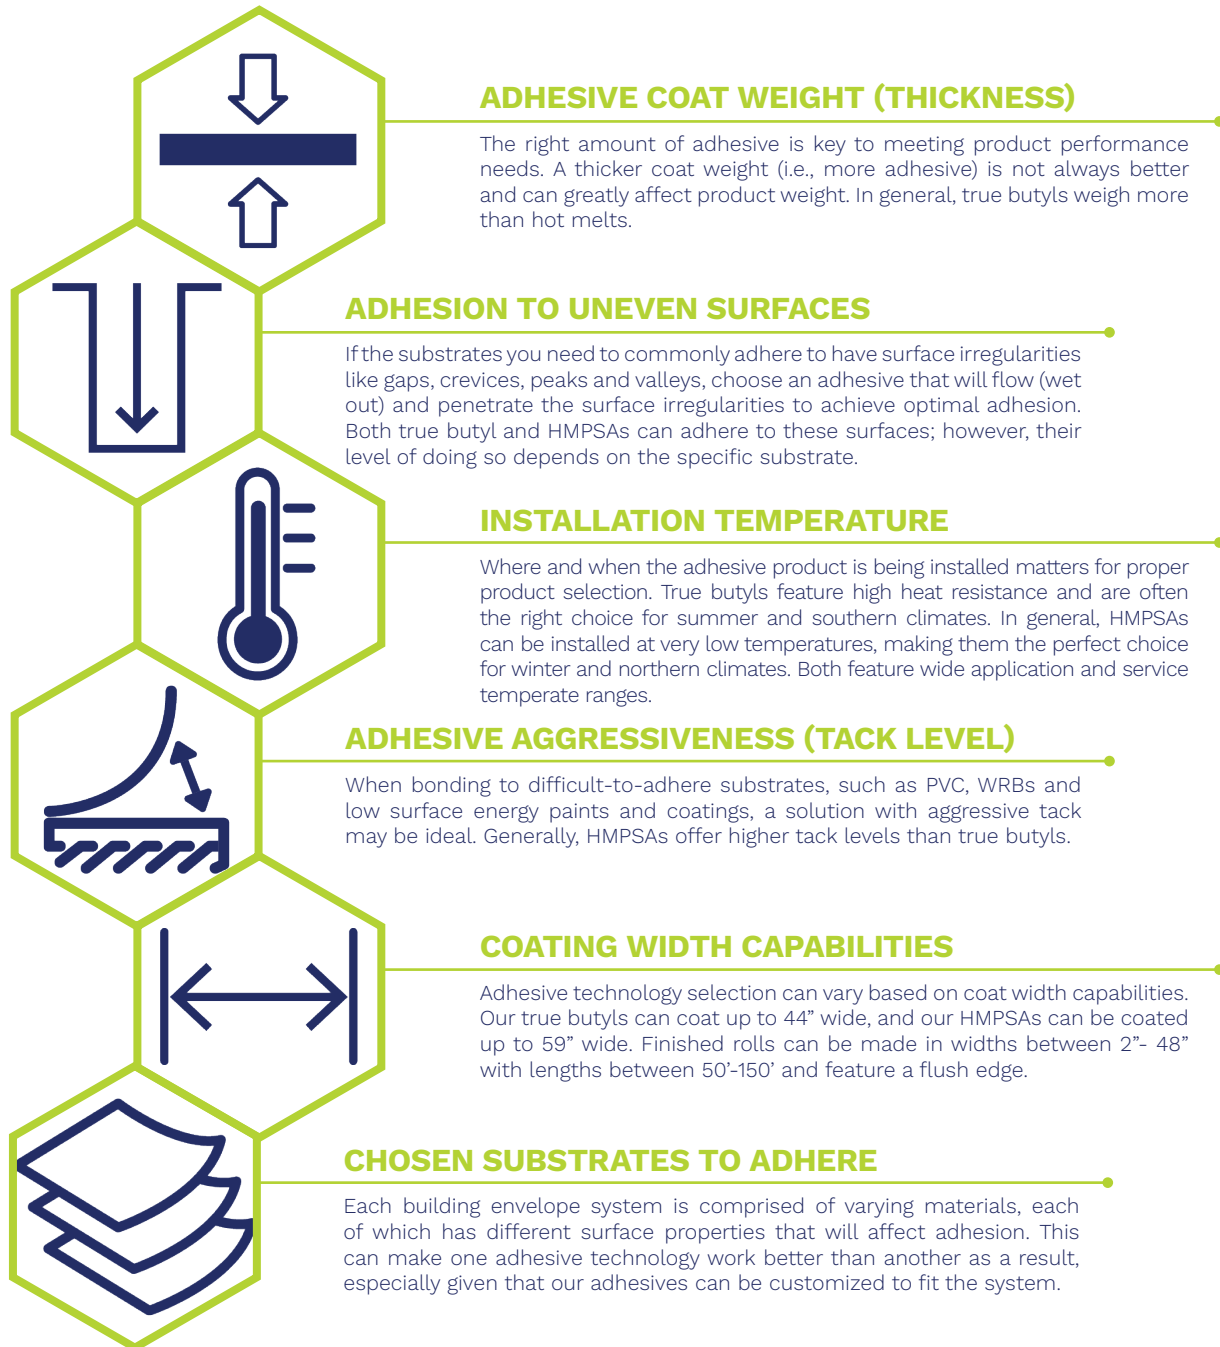 ADHESIVE COAT WEIGHT (THICKNESS)
The right amount of adhesive is key to meeting product performance
needs. A thicker coat weight (i.e., more adhesive) is not always better
and can greatly affect product weight. In general, true butyls weigh more
than hot melts.
ADHESION TO UNEVEN SURFACES
If the substrates you need to commonly adhere to have surface irregularities
like gaps, crevices, peaks and valleys, choose an adhesive that will flow (wet
out) and penetrate the surface irregularities to achieve optimal adhesion.
Both true butyl and HMPSAs can adhere to these surfaces; however, their
level of doing so depends on the specific substrate.
INSTALLATION TEMPERATURE
Where and when the adhesive product is being installed matters for proper
product selection. True butyls feature high heat resistance and are often
the right choice for summer and southern climates. In general, HMPSAs
can be installed at very low temperatures, making them the perfect choice
for winter and northern climates. Both feature wide application and service
temperate ranges.
ADHESIVE AGGRESSIVENESS (TACK LEVEL)
When bonding to difficult-to-adhere substrates, such as PVC, WRBs and
low surface energy paints and coatings, a solution with aggressive tack
may be ideal. Generally, HMPSAs offer higher tack levels than true butyls.
COATING WIDTH CAPABILITIES
Adhesive technology selection can vary based on coat width capabilities.
Our true butyls can coat up to 44” wide, and our HMPSAs can be coated
up to 59” wide. Finished rolls can be made in widths between 2”- 48”
with lengths between 50’-150’ and feature a flush edge.
CHOSEN SUBSTRATES TO ADHERE
Each building envelope system is comprised of varying materials, each
of which has different surface properties that will affect adhesion. This
can make one adhesive technology work better than another as a result,
especially given that our adhesives can be customized to fit the system.